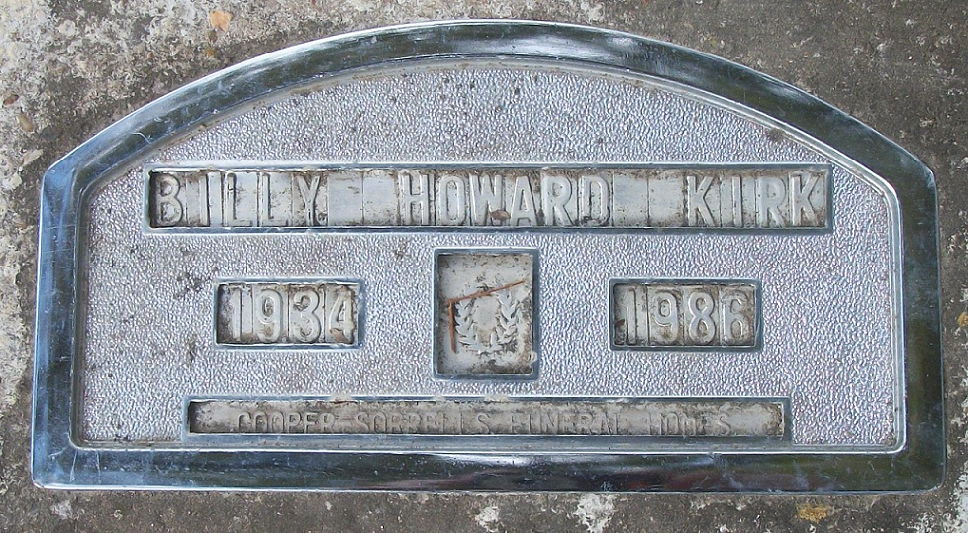 BILLY HOWARD KIRK
1934 1986
COOPER-SORRELLS FUNERAL HOMES